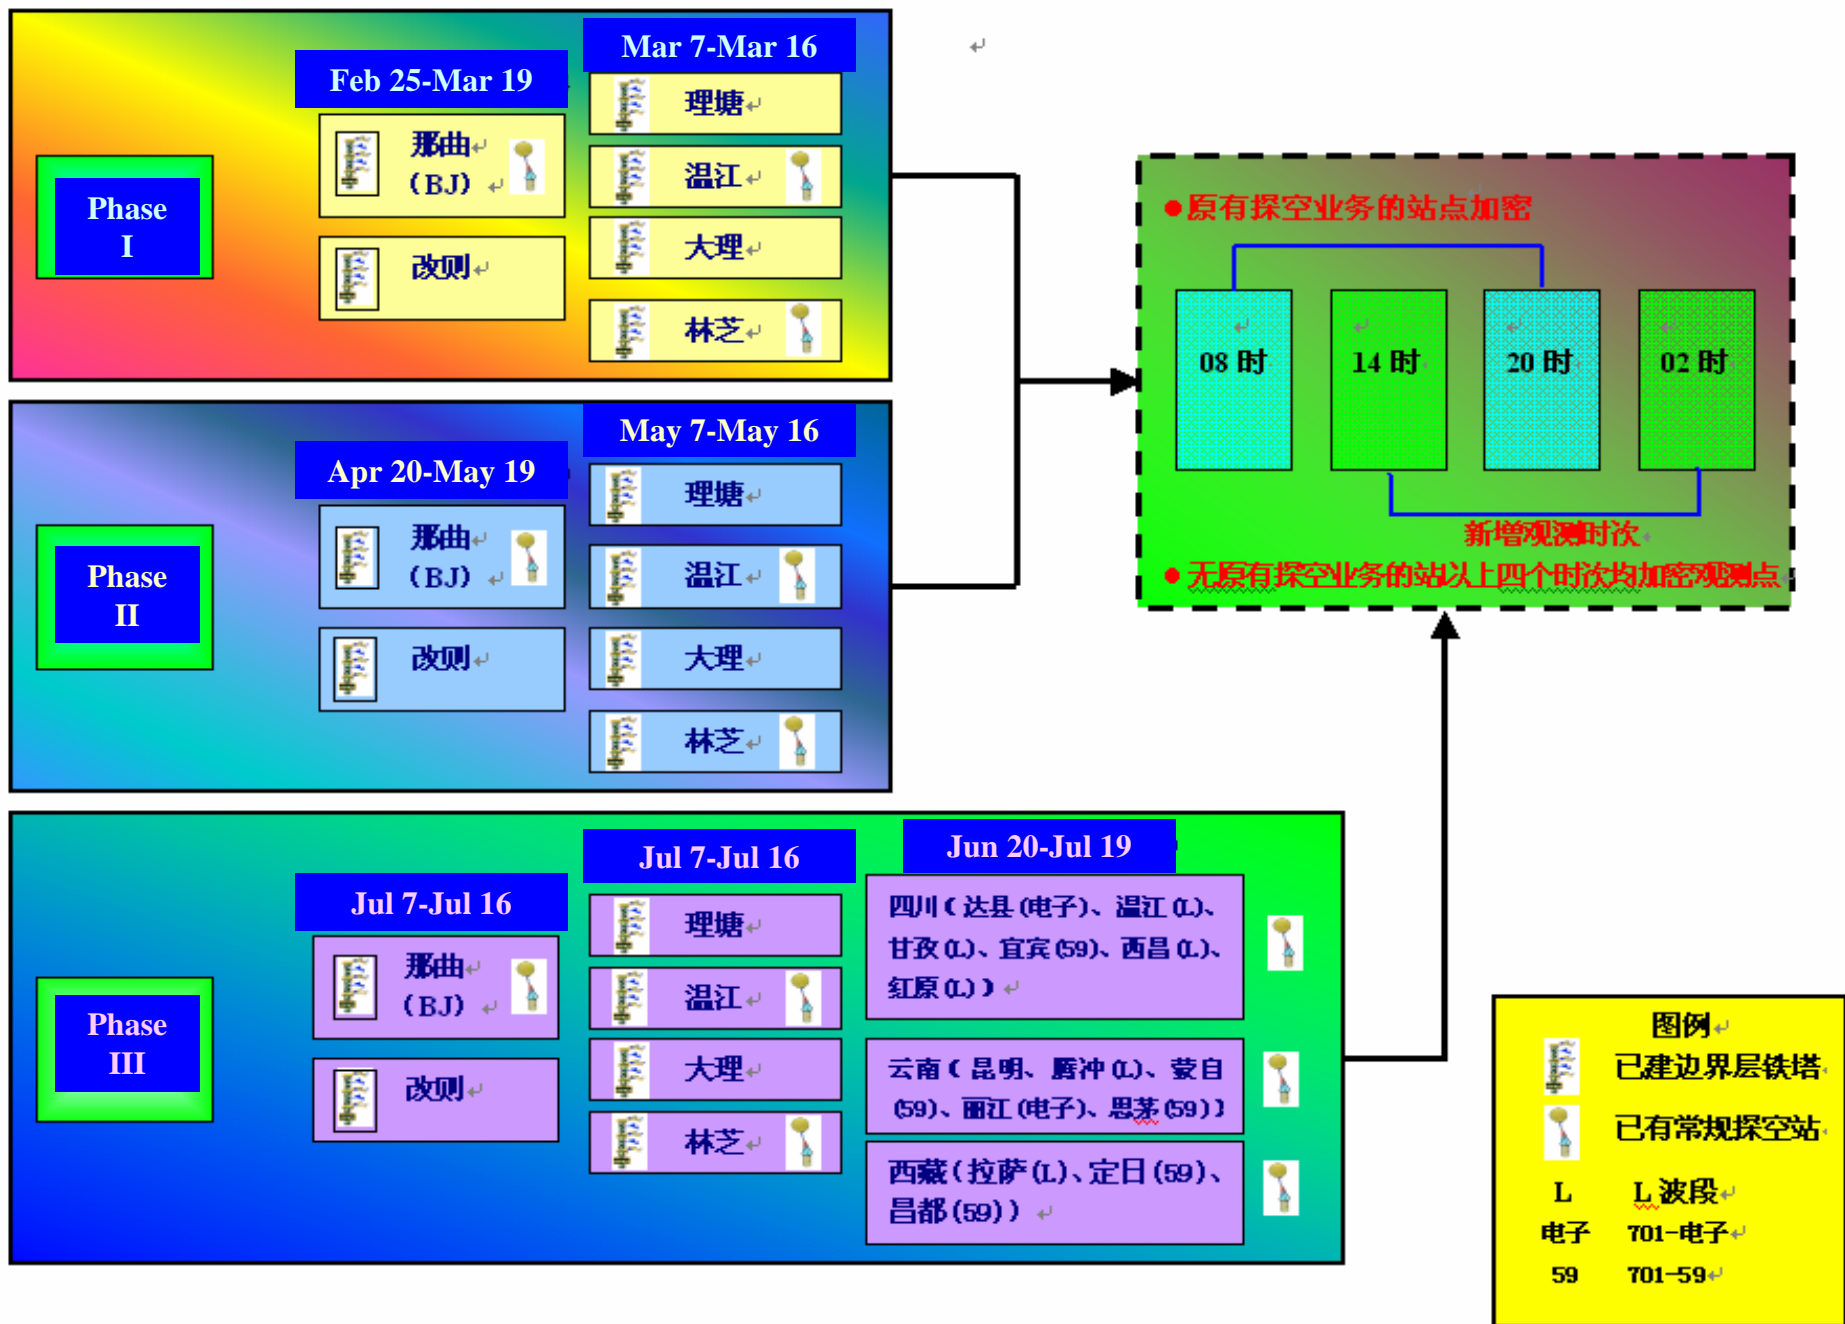 Phase
I
Feb 25-Mar 19
那曲
(BJ)
改则
Mar 7-Mar 16
理塘
温江
大理
林芝
Phase
II
Apr 20-May 19
那曲
(BJ)
改则
May 7-May 16
理塘
温江
大理
林芝
Phase
III
Jul 7-Jul 16
那曲
(BJ)
改则
Jul 7-Jul 16
理塘
温江
大理
林芝
Jun 20-Jul 19
四川(达县(电子)、温江(L)、
甘孜(L)、宜宾(59)、西昌(L)、
红原(L))
云南(昆明、腾冲(L)、蒙自
(59)、丽江(电子)、思茅(59))
西藏(拉萨(L)、定日(59)、
昌都(59))
●原有探空业务的站点加密
08 时
14 时
20 时
02 时
新增观测时次
●无原有探空业务的站以上四个时次均加密观测点
图例
已建边界层铁塔
已有常规探空站
L L 波段
电子 701-电子
59 701-59